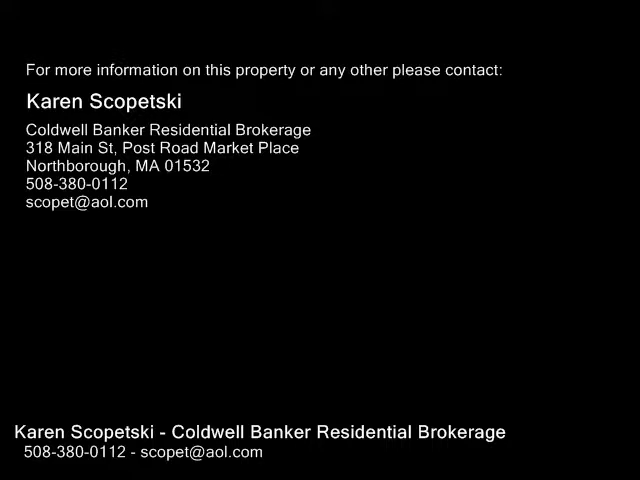 For more information on this property or any other please contact:
Karen Scopetski
Coldwell Banker Residential Brokerage
318 Main St, Post Road Market Place
Northborough, MA 01532
508-380-0112
scopet@aol.com
Karen Scopetski - Coldwell Banker Residential Brokerage
508-380-0112 - scopet@aol.com